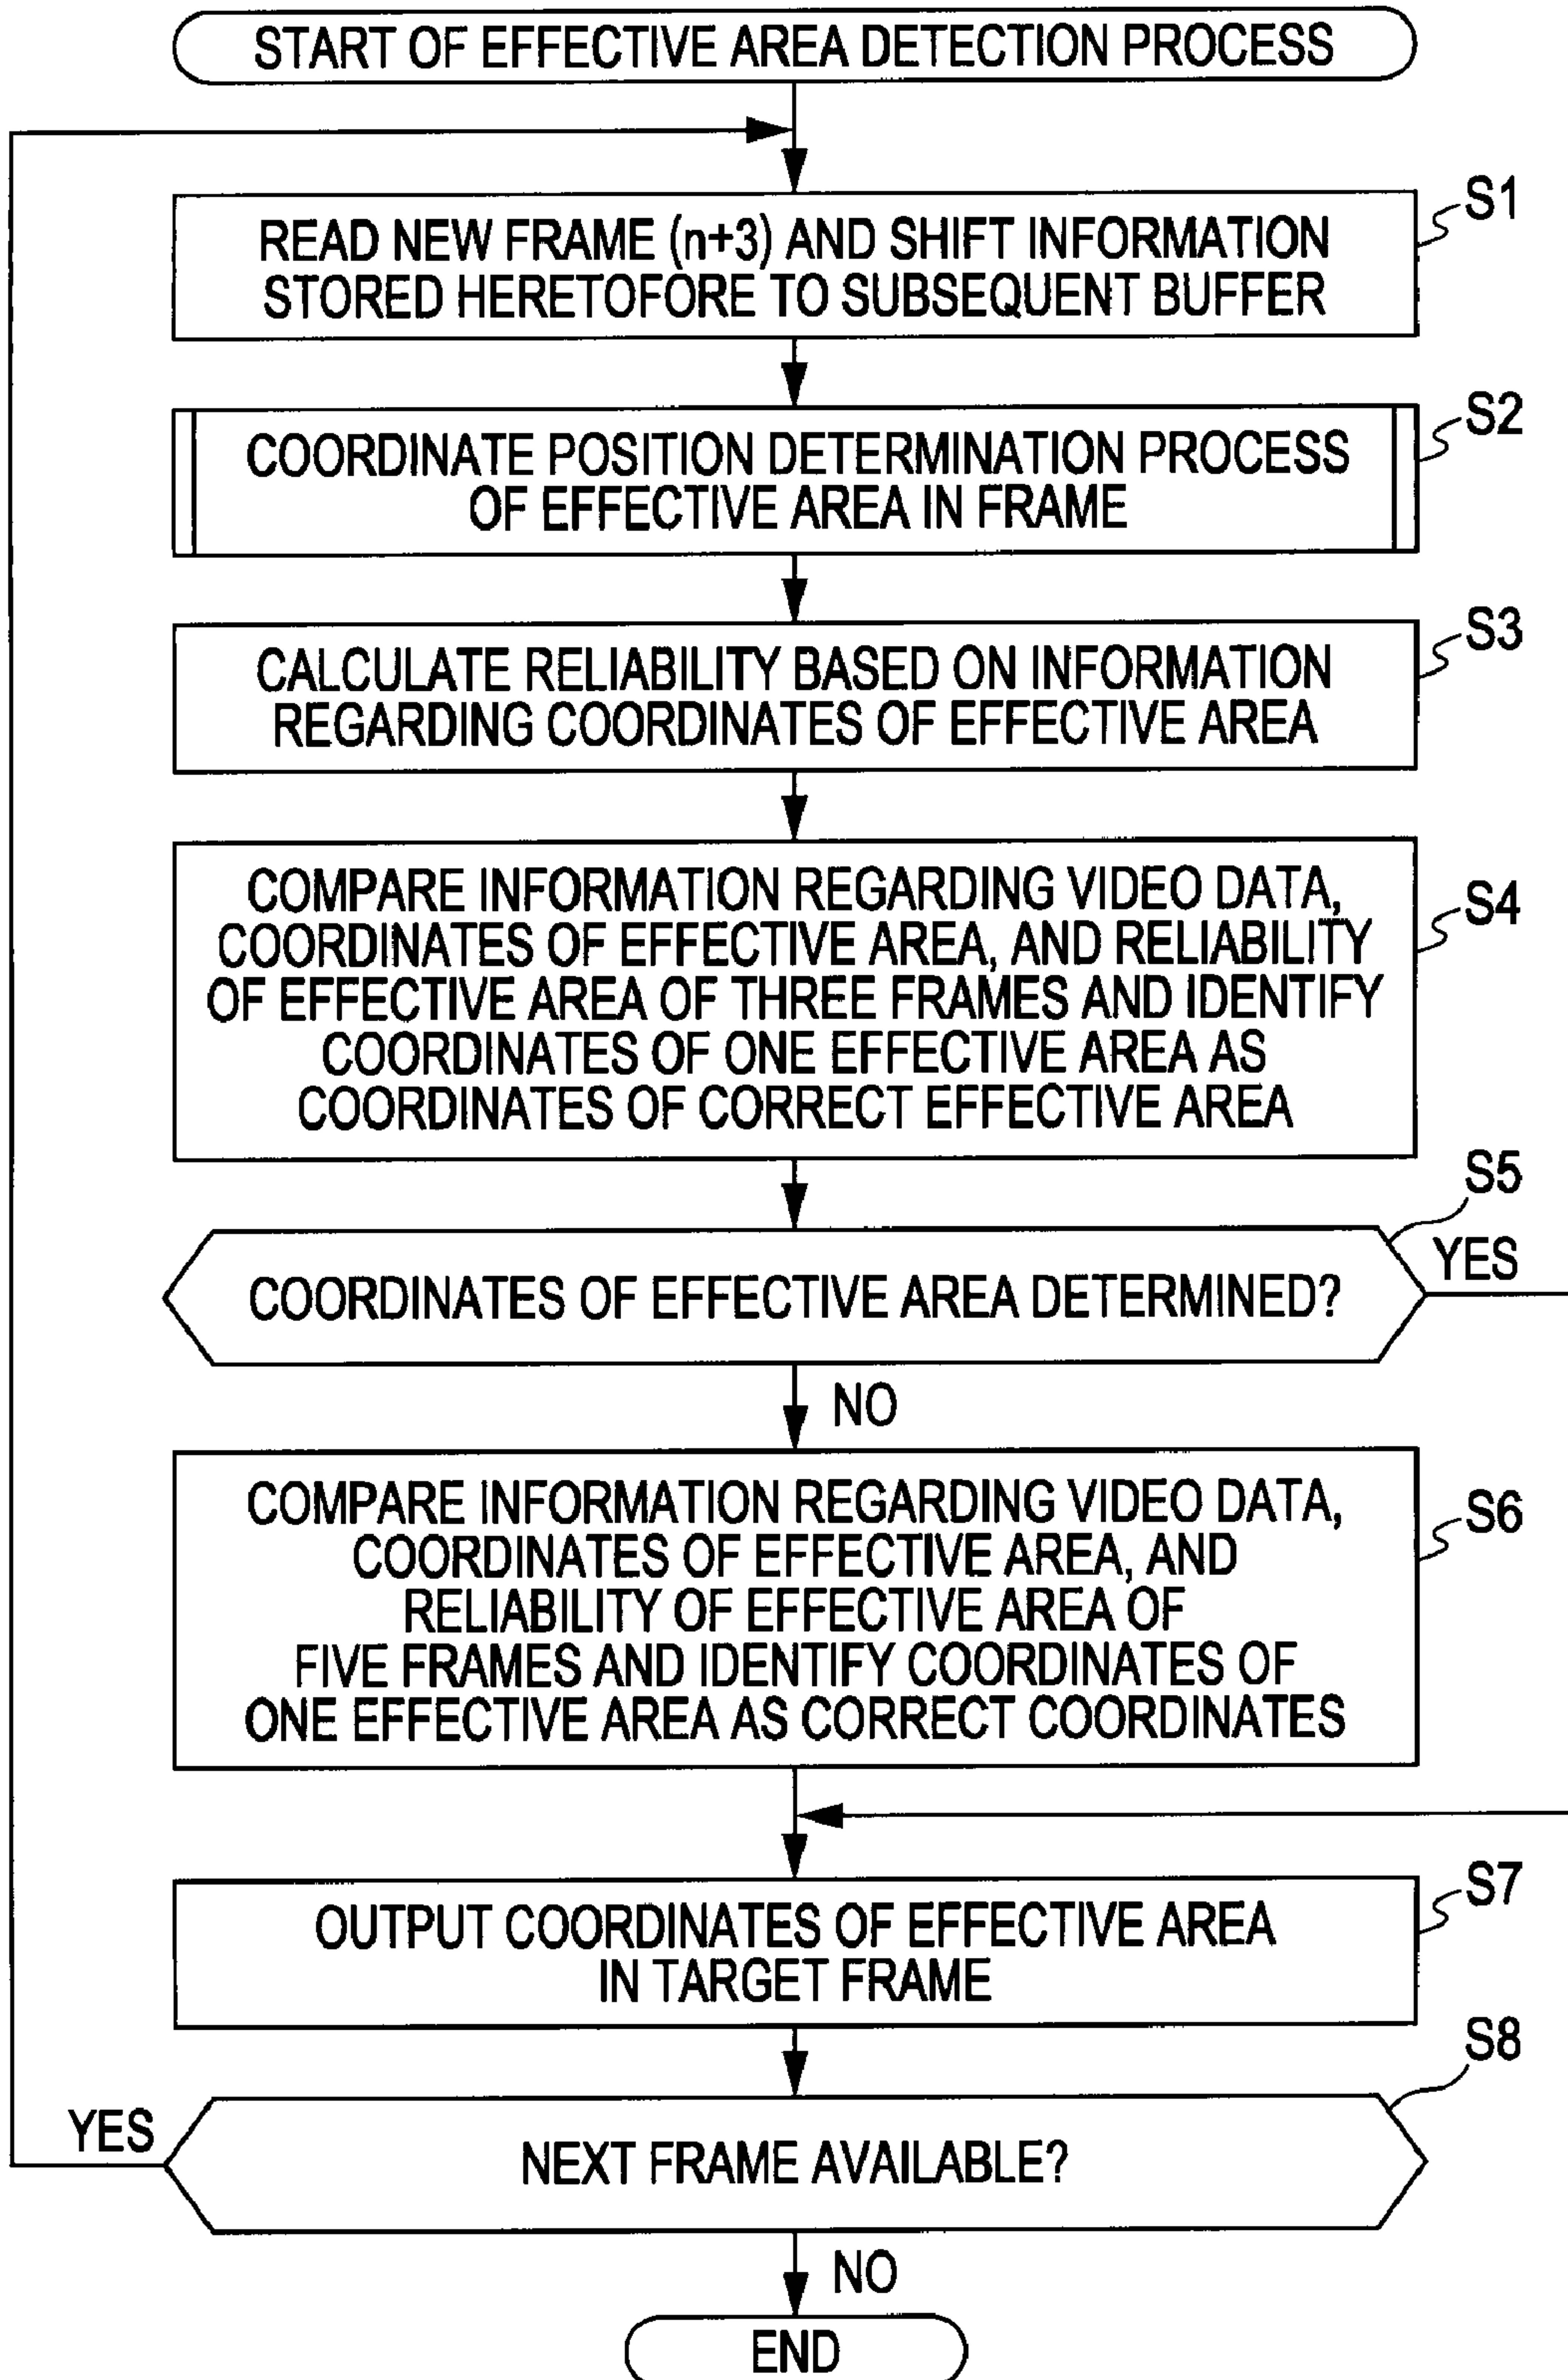 START OF EFFECTIVE AREA DETECTION PROCESS
S1
READ NEW FRAME (n+3) AND SHIFT INFORMATION
STORED HERETOFORE TO SUBSEQUENT BUFFER
S2
COORDINATE POSITION DETERMINATION PROCESS
OF EFFECTIVE AREA IN FRAME
S3
CALCULATE RELIABILITY BASED ON INFORMATION
REGARDING COORDINATES OF EFFECTIVE AREA
S4
COMPARE INFORMATION REGARDING VIDEO DATA,
COORDINATES OF EFFECTIVE AREA, AND RELIABILITY
OF EFFECTIVE AREA OF THREE FRAMES AND IDENTIFY
COORDINATES OF ONE EFFECTIVE AREA AS
COORDINATES OF CORRECT EFFECTIVE AREA
S5
YES
COORDINATES OF EFFECTIVE AREA DETERMINED?
NO
S6
COMPARE INFORMATION REGARDING VIDEO DATA,
COORDINATES OF EFFECTIVE AREA, AND
RELIABILITY OF EFFECTIVE AREA OF
FIVE FRAMES AND IDENTIFY COORDINATES OF
ONE EFFECTIVE AREA AS CORRECT COORDINATES
S7
OUTPUT COORDINATES OF EFFECTIVE AREA
IN TARGET FRAME
S8
YES
NEXT FRAME AVAILABLE?
NO
END